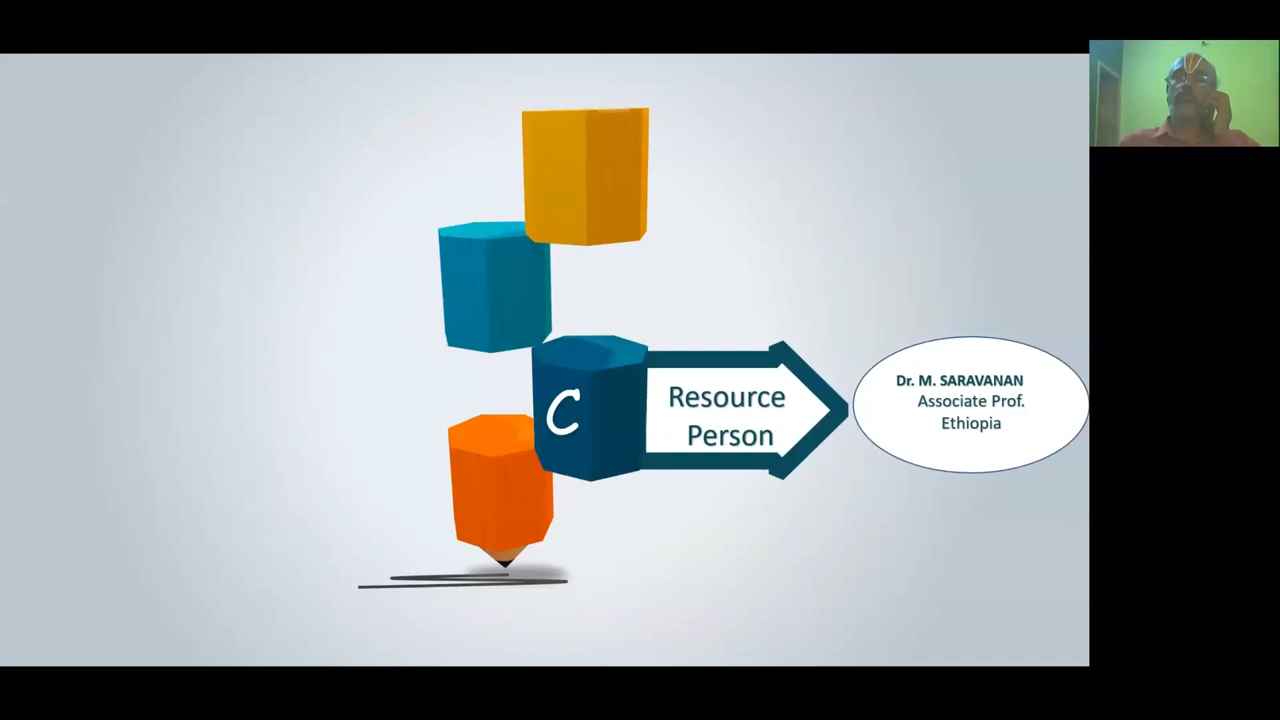 C
Resource
Person
Dr. M. SARAVANAN
Associate Prof.
Ethiopia